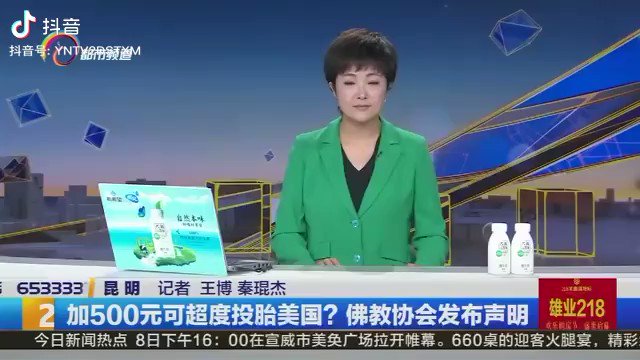 抖音
抖音号: YNTV2DSTXM
都市频道
自然本味
653333 昆明 记者 王博 秦琨杰
2 加500元可超度投胎美国？佛教协会发布声明
雄业218
今日新闻热点 8日下午16：00在宣威市美奂广场拉开帷幕。660桌的迎客火腿宴，精彩